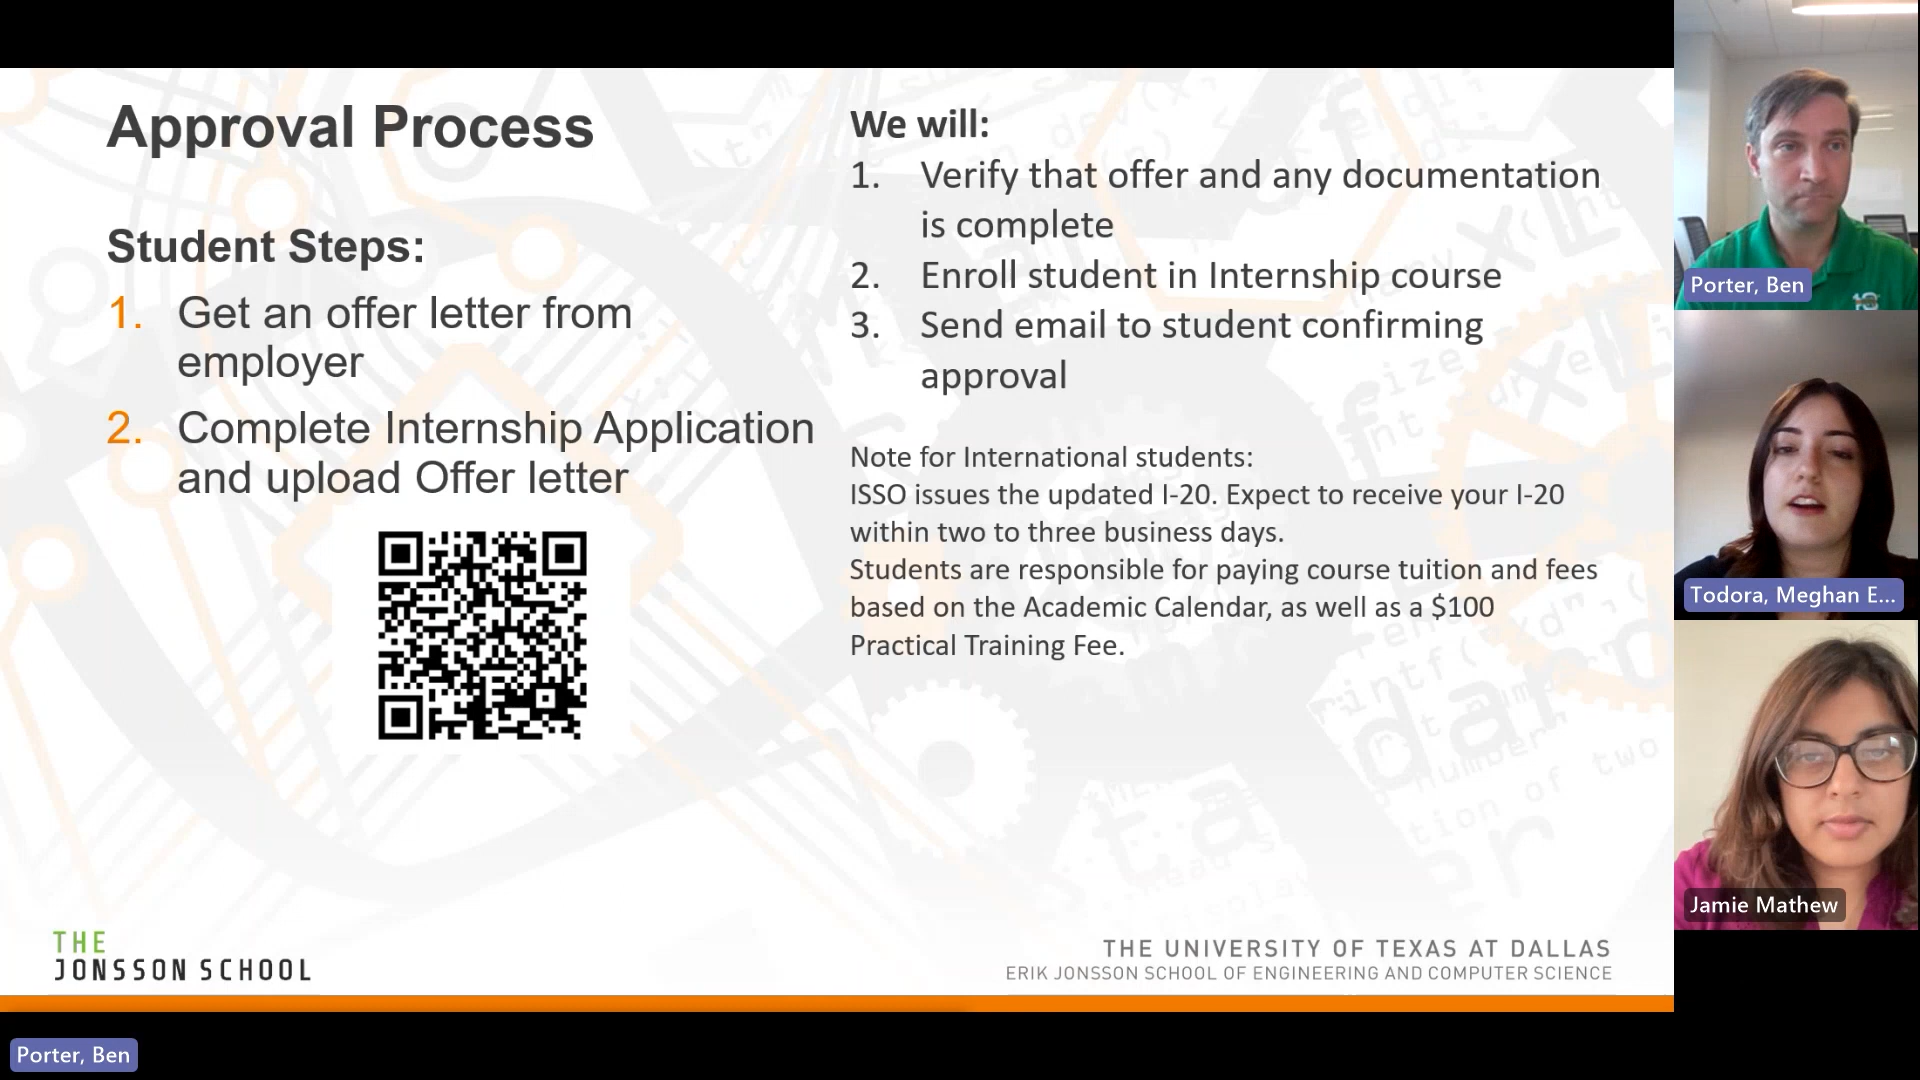 Approval Process
Student Steps:
1. Get an offer letter from
employer
2. Complete Internship Application
and upload Offer letter
We will:
1. Verify that offer and any documentation
is complete
2. Enroll student in Internship course
3. Send email to student confirming
approval
Note for International students:
ISSO issues the updated I-20. Expect to receive your I-20
within two to three business days.
Students are responsible for paying course tuition and fees
based on the Academic Calendar, as well as a $100
Practical Training Fee.
THE
JONSSON SCHOOL
THE UNIVERSITY OF TEXAS AT DALLAS
ERIK JONSSON SCHOOL OF ENGINEERING AND COMPUTER SCIENCE
Porter, Ben
Todora, Meghan E...
Jamie Mathew
Porter, Ben